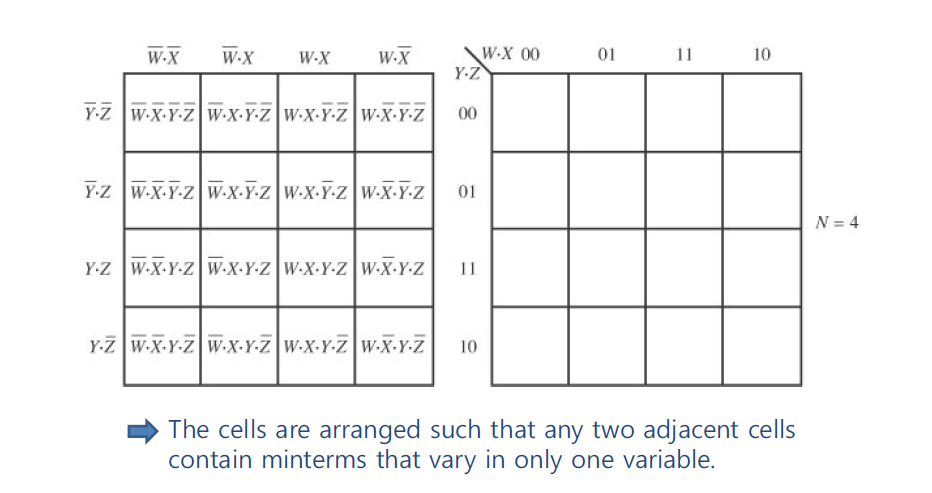 W̅·X̅ W̅·X W·X W·X̅
Y̅·Z̅ W̅·X̅·Y̅·Z̅ W̅·X·Y̅·Z̅ W·X·Y̅·Z̅ W·X̅·Y̅·Z̅
Y̅·Z W̅·X̅·Y̅·Z W̅·X·Y̅·Z W·X·Y̅·Z W·X̅·Y̅·Z
Y·Z W̅·X̅·Y·Z W̅·X·Y·Z W·X·Y·Z W·X̅·Y·Z
Y·Z̅ W̅·X̅·Y·Z̅ W̅·X·Y·Z̅ W·X·Y·Z̅ W·X̅·Y·Z̅
W·X 00 01 11 10
Y·Z
00
01
11
10
N = 4
The cells are arranged such that any two adjacent cells
contain minterms that vary in only one variable.